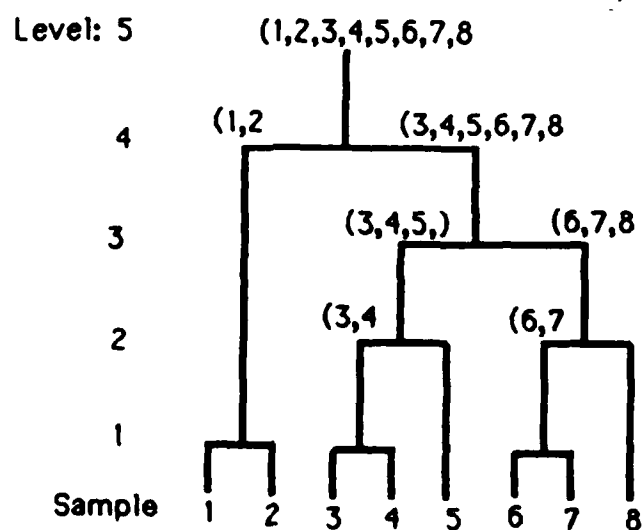 Level: 5 (1,2,3,4,5,6,7,8
4 (1,2 (3,4,5,6,7,8
3 (3,4,5,) (6,7,8
2 (3,4 (6,7
1
Sample 1 2 3 4 5 6 7 8